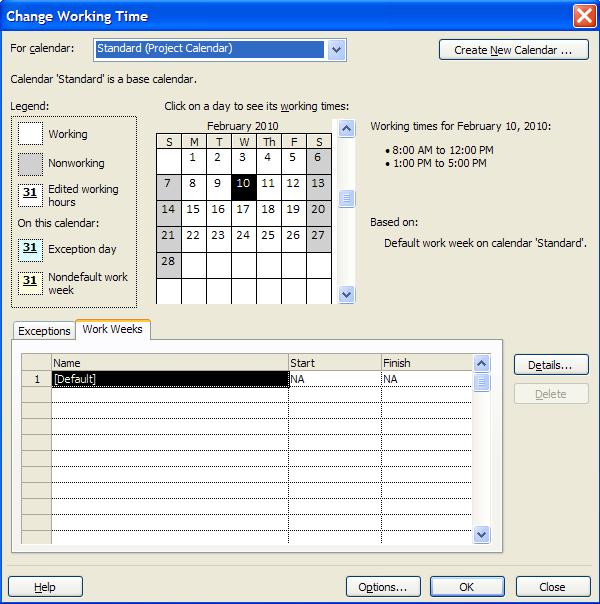 Change Working Time
For calendar: Standard (Project Calendar) Create New Calendar ...
Calendar 'Standard' is a base calendar.
Legend: Click on a day to see its working times:
Working
Nonworking
31 Edited working hours
On this calendar:
31 Exception day
31 Nondefault work week
February 2010
S M T W Th F S
1 2 3 4 5 6
7 8 9 10 11 12 13
14 15 16 17 18 19 20
21 22 23 24 25 26 27
28
Working times for February 10, 2010:
• 8:00 AM to 12:00 PM
• 1:00 PM to 5:00 PM
Based on:
Default work week on calendar 'Standard'.
Exceptions Work Weeks
Name Start Finish
1 [Default] NA NA
Details...
Delete
Help Options... OK Close